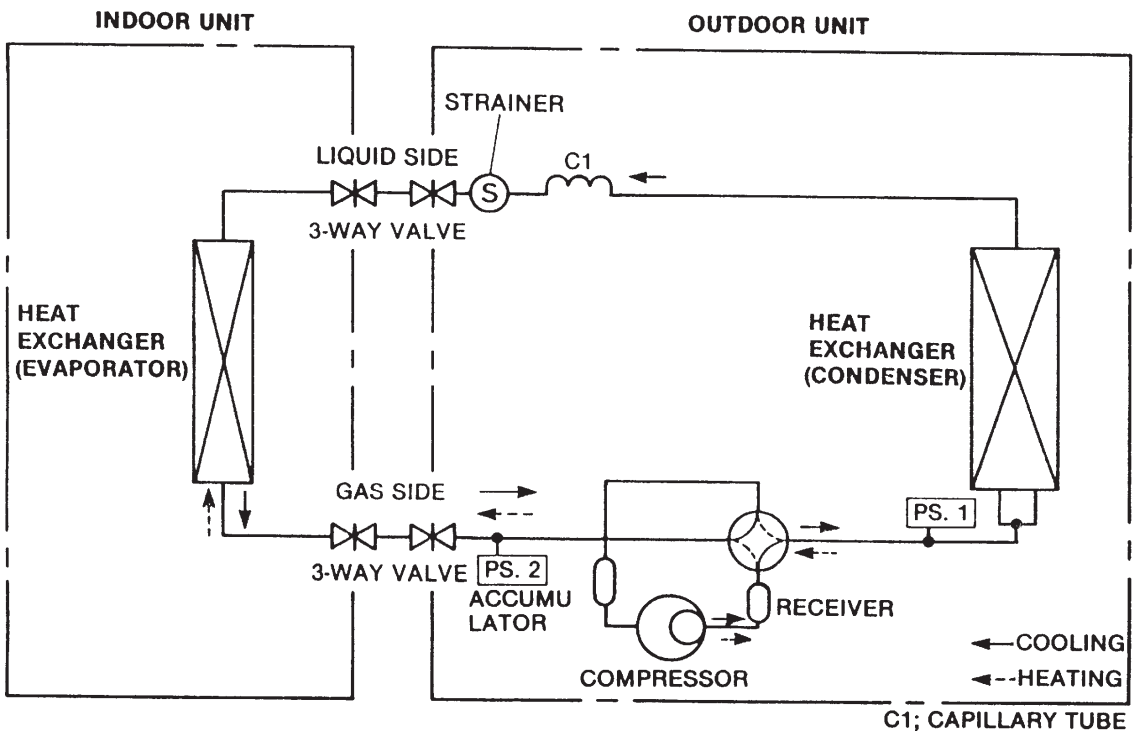 INDOOR UNIT
OUTDOOR UNIT
STRAINER
LIQUID SIDE
C1
S
3-WAY VALVE
HEAT
EXCHANGER
(EVAPORATOR)
HEAT
EXCHANGER
(CONDENSER)
GAS SIDE
PS. 1
3-WAY VALVE
PS. 2
ACCUMU
LATOR
RECEIVER
COMPRESSOR
COOLING
HEATING
C1; CAPILLARY TUBE